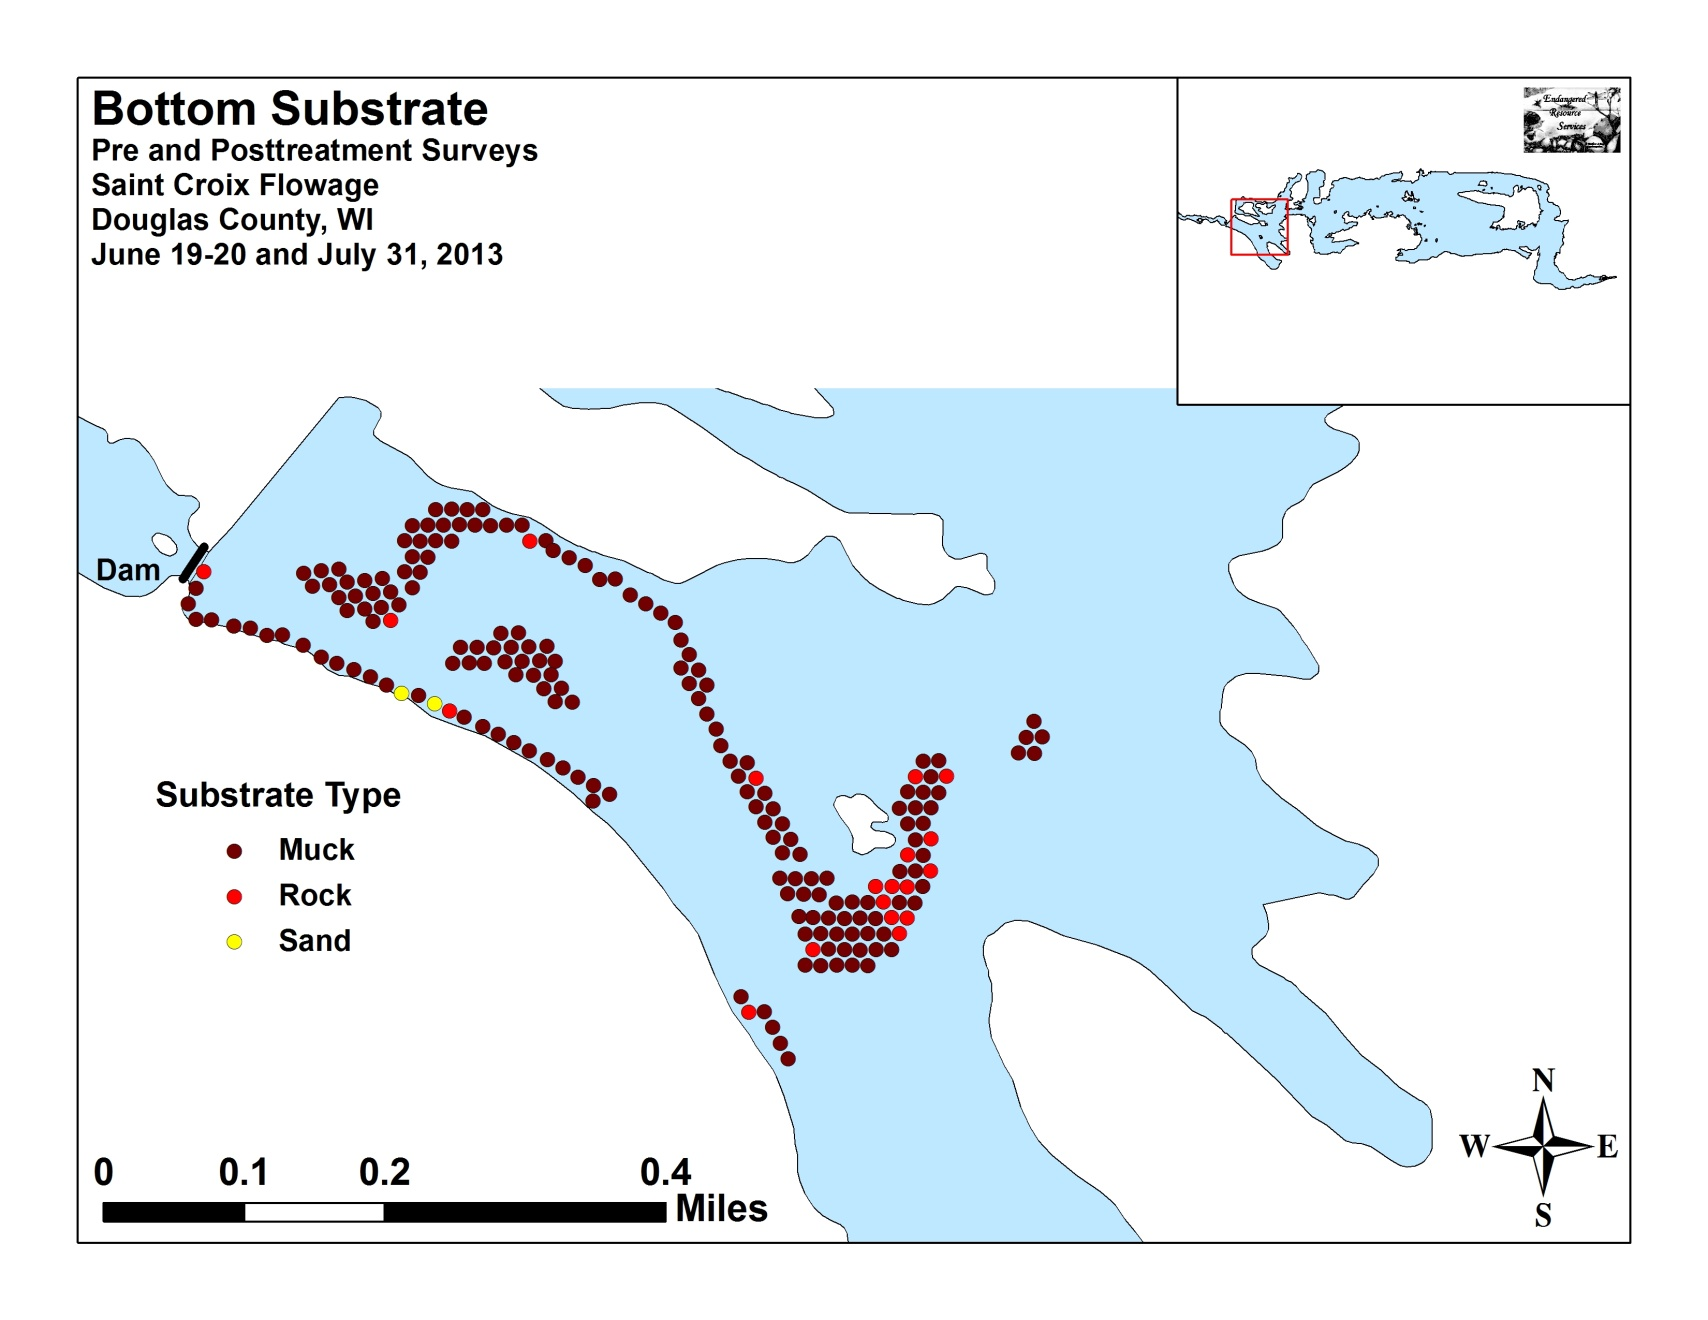 Bottom Substrate
Pre and Posttreatment Surveys
Saint Croix Flowage
Douglas County, WI
June 19-20 and July 31, 2013
Endangered
Resource
Services
Dam
Substrate Type
Muck
Rock
Sand
N
W E
S
0 0.1 0.2 0.4
Miles